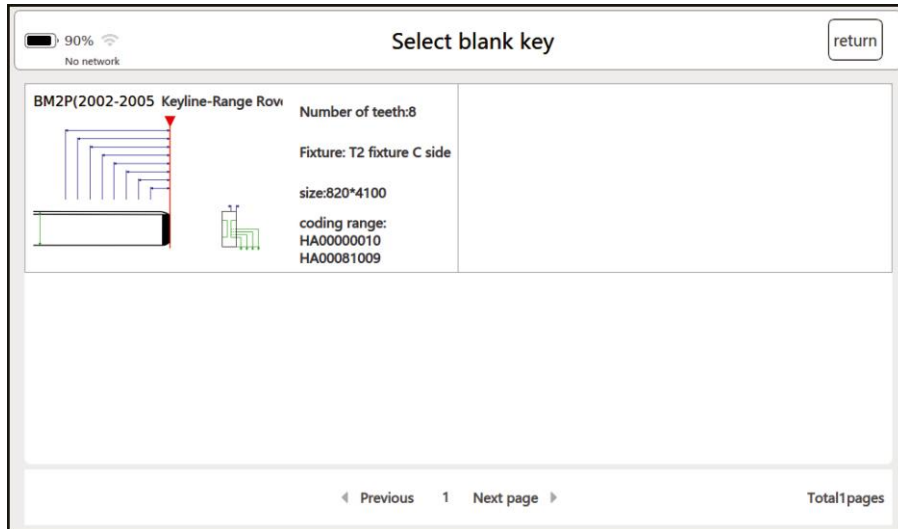 90%
No network
Select blank key
return
BM2P(2002-2005 Keyline-Range Rov
Number of teeth:8
Fixture: T2 fixture C side
size:820*4100
coding range:
HA00000010
HA00081009
Previous 1 Next page
Total1pages